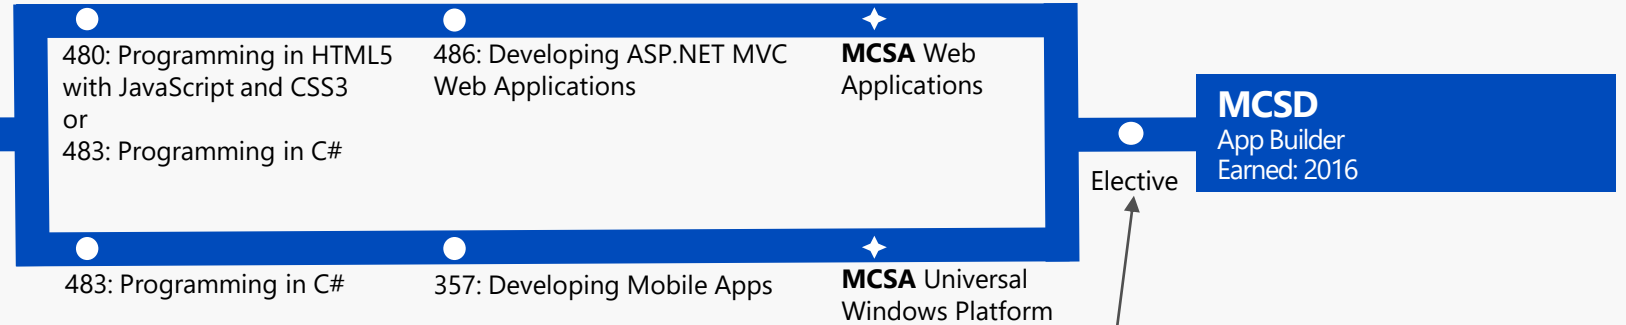 480: Programming in HTML5
with JavaScript and CSS3
or
483: Programming in C#
486: Developing ASP.NET MVC
Web Applications
MCSA Web
Applications
MCSD
App Builder
Earned: 2016
Elective
483: Programming in C#
357: Developing Mobile Apps
MCSA Universal
Windows Platform